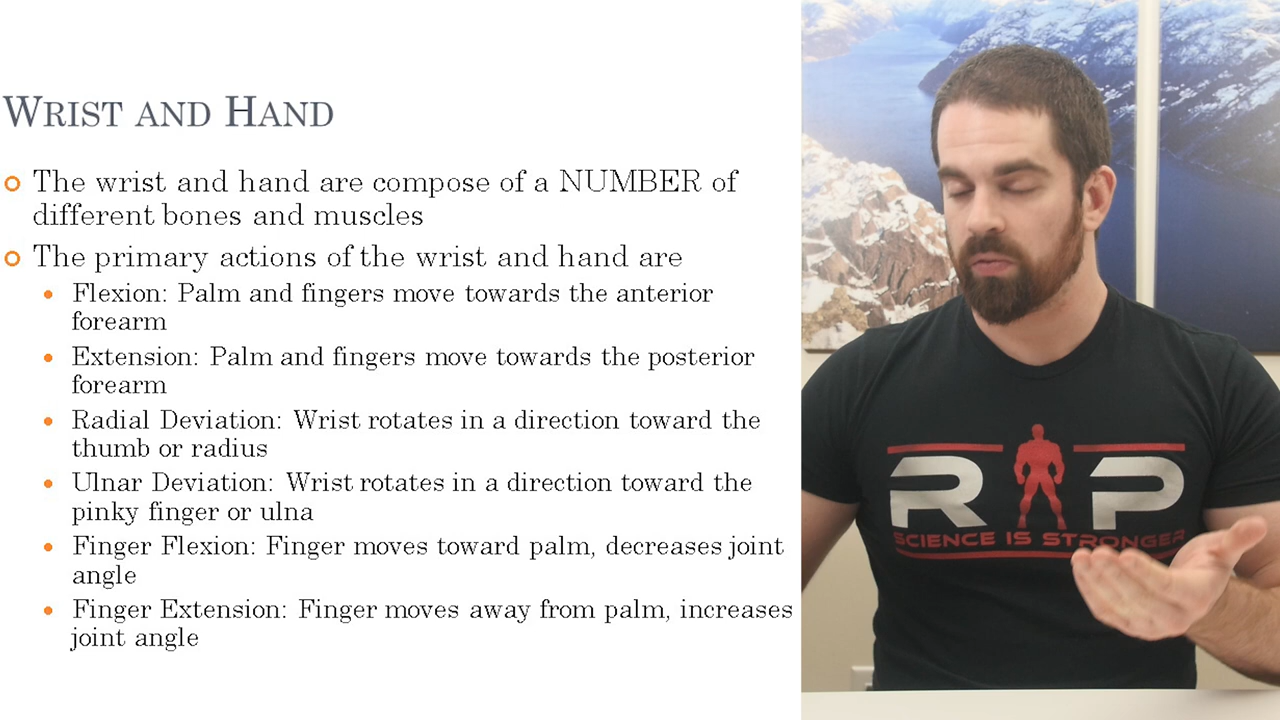 WRIST AND HAND
The wrist and hand are compose of a NUMBER of
different bones and muscles
The primary actions of the wrist and hand are
Flexion: Palm and fingers move towards the anterior
forearm
Extension: Palm and fingers move towards the posterior
forearm
Radial Deviation: Wrist rotates in a direction toward the
thumb or radius
Ulnar Deviation: Wrist rotates in a direction toward the
pinky finger or ulna
Finger Flexion: Finger moves toward palm, decreases joint
angle
Finger Extension: Finger moves away from palm, increases
joint angle
R P
SCIENCE IS STRONGER